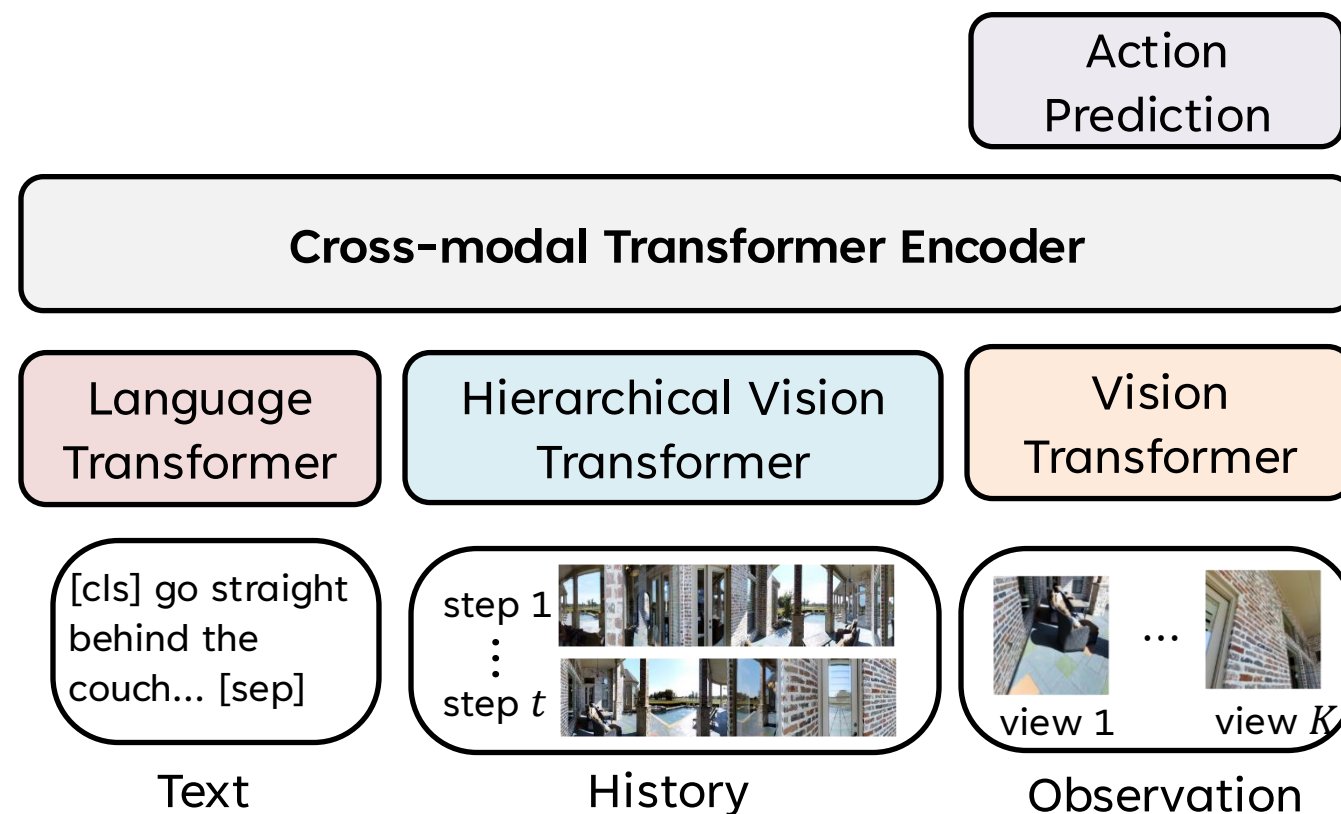 Action
Prediction
Cross-modal Transformer Encoder
Language
Transformer
Hierarchical Vision
Transformer
Vision
Transformer
[cls] go straight
behind the
couch... [sep]
step 1
⋮
step t
...
view 1
view K
Text
History
Observation